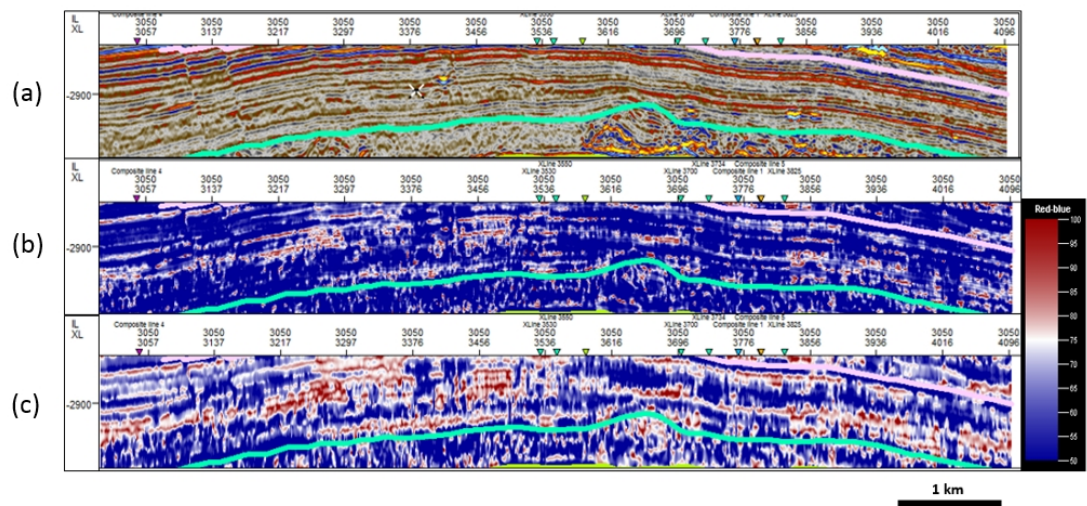 IL 3050 3050 3050 3050 3050 3050 3050 3050 3050 3050 3050 3050 3050 3050
XL 3057 3137 3217 3297 3376 3456 3536 3616 3696 3776 3856 3936 4016 4096
(a)
-2900
XLine 3550 XLine 3734 Composite line 5
IL Composite line 4 XLine 3530 XLine 3700 Composite line 1 XLine 3825
XL 3050 3050 3050 3050 3050 3050 3050 3050 3050 3050 3050 3050 3050 3050
3057 3137 3217 3297 3376 3456 3536 3616 3696 3776 3856 3936 4016 4096
(b)
-2900
Red-blue
100
95
90
85
80
75
70
65
60
55
50
XLine 3550 XLine 3734 Composite line 5
IL Composite line 4 XLine 3530 XLine 3700 Composite line 1 XLine 3825
XL 3050 3050 3050 3050 3050 3050 3050 3050 3050 3050 3050 3050 3050 3050
3057 3137 3217 3297 3376 3456 3536 3616 3696 3776 3856 3936 4016 4096
(c)
-2900
1 km